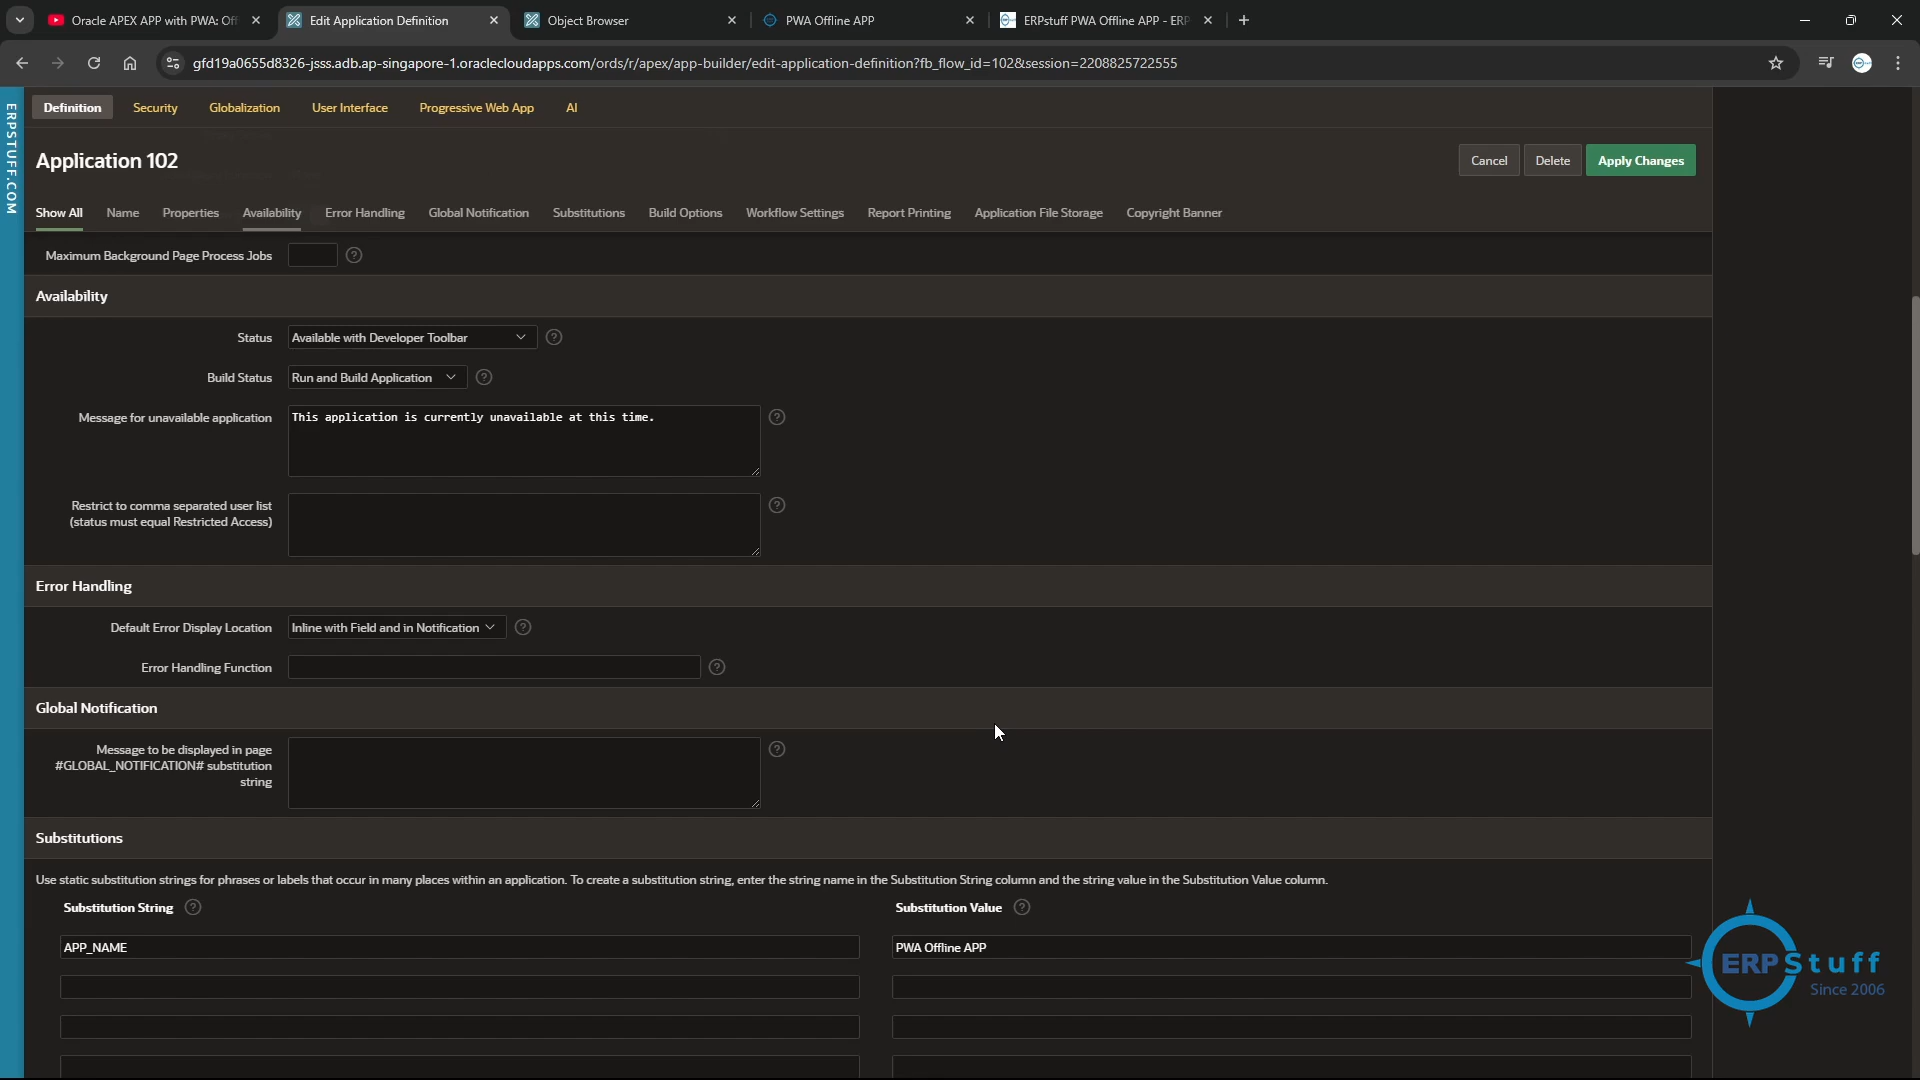 Oracle APEX APP with PWA: Off
Edit Application Definition
Object Browser
PWA Offline APP
ERPstuff PWA Offline APP - ERP
gfd19a0655d8326-jsss.adb.ap-singapore-1.oraclecloudapps.com/ords/r/apex/app-builder/edit-application-definition?fb_flow_id=102&session=2208825722555
ERPSTUFF.COM
Definition Security Globalization User Interface Progressive Web App AI
Application 102
Cancel Delete Apply Changes
Show All Name Properties Availability Error Handling Global Notification Substitutions Build Options Workflow Settings Report Printing Application File Storage Copyright Banner
Maximum Background Page Process Jobs
Availability
Status Available with Developer Toolbar
Build Status Run and Build Application
Message for unavailable application This application is currently unavailable at this time.
Restrict to comma separated user list
(status must equal Restricted Access)
Error Handling
Default Error Display Location Inline with Field and in Notification
Error Handling Function
Global Notification
Message to be displayed in page
#GLOBAL_NOTIFICATION# substitution
string
Substitutions
Use static substitution strings for phrases or labels that occur in many places within an application. To create a substitution string, enter the string name in the Substitution String column and the string value in the Substitution Value column.
Substitution String Substitution Value
APP_NAME PWA Offline APP
ERPStuff
Since 2006